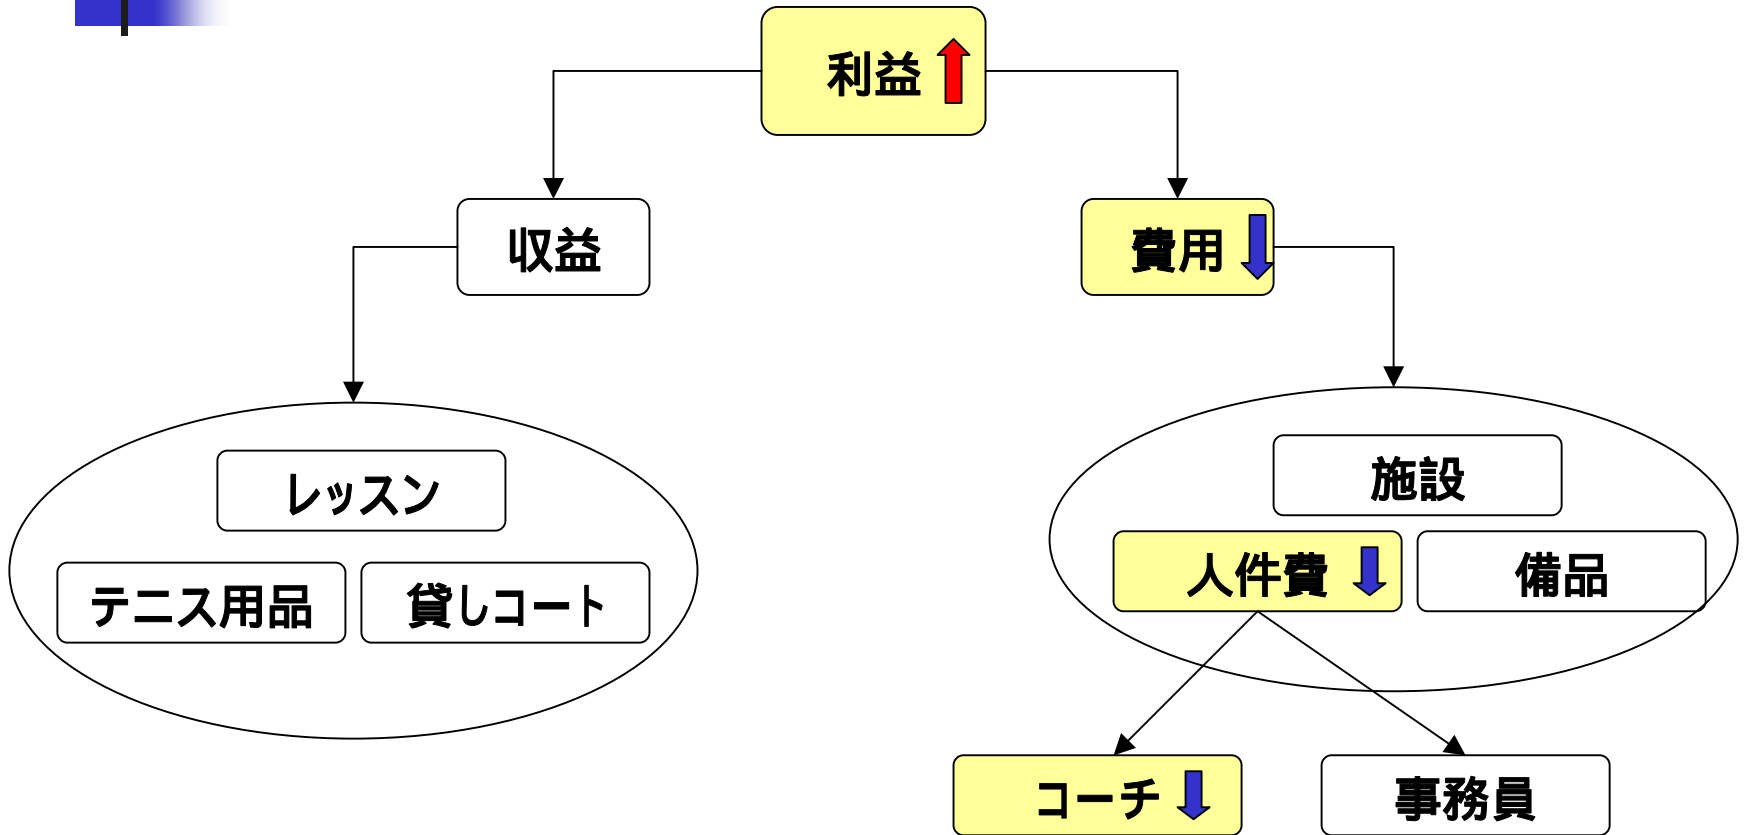 利益
収益
費用
レッスン
テニス用品
貸しコート
施設
人件費
備品
コーチ
事務員